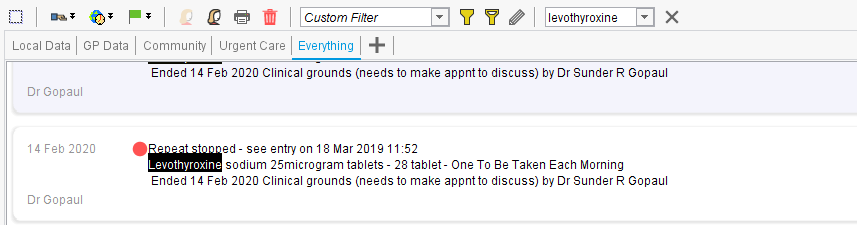 Custom Filter
levothyroxine
Local Data GP Data Community Urgent Care Everything
Ended 14 Feb 2020 Clinical grounds (needs to make appnt to discuss) by Dr Sunder R Gopaul
Dr Gopaul
14 Feb 2020
Repeat stopped - see entry on 18 Mar 2019 11:52
Levothyroxine sodium 25microgram tablets - 28 tablet - One To Be Taken Each Morning
Ended 14 Feb 2020 Clinical grounds (needs to make appnt to discuss) by Dr Sunder R Gopaul
Dr Gopaul